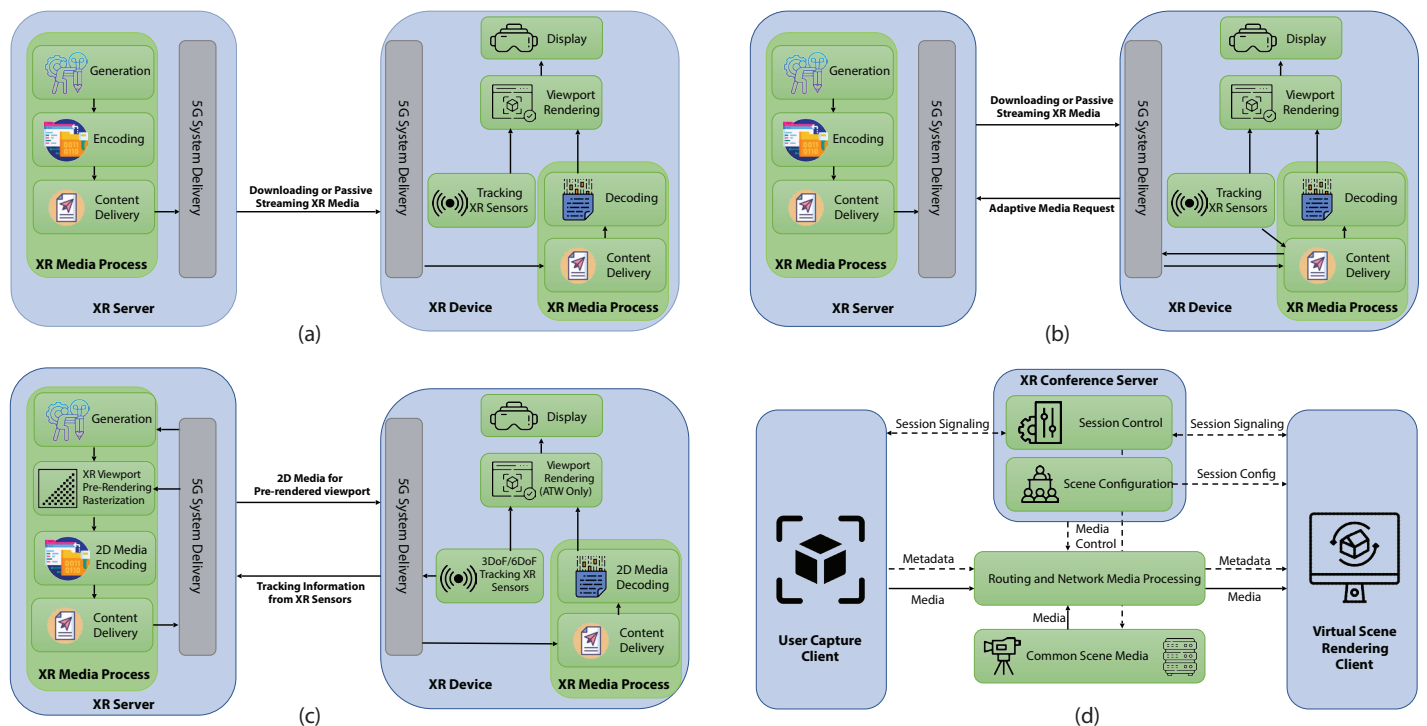 Generation
Encoding
Content
Delivery
XR Media Process
5G System Delivery
XR Server
Downloading or Passive
Streaming XR Media
5G System Delivery
Display
Viewport
Rendering
Tracking
XR Sensors
Decoding
Content
Delivery
XR Media Process
XR Device
(a)
Generation
Encoding
Content
Delivery
XR Media Process
5G System Delivery
XR Server
Downloading or Passive
Streaming XR Media
Adaptive Media Request
5G System Delivery
Display
Viewport
Rendering
Tracking
XR Sensors
Decoding
Content
Delivery
XR Media Process
XR Device
(b)
Generation
XR Viewport
Pre-Rendering
Rasterization
2D Media
Encoding
Content
Delivery
XR Media Process
5G System Delivery
XR Server
2D Media for
Pre-rendered viewport
Tracking Information
from XR Sensors
5G System Delivery
Display
Viewport
Rendering
(ATW Only)
3DoF/6DoF
Tracking XR
Sensors
2D Media
Decoding
Content
Delivery
XR Media Process
XR Device
(c)
XR Conference Server
Session Signaling
Session Control
Session Signaling
Scene Configuration
Session Config
Media
Control
Metadata
Routing and Network Media Processing
Metadata
Media
Media
Media
Common Scene Media
User Capture
Client
Virtual Scene
Rendering
Client
(d)